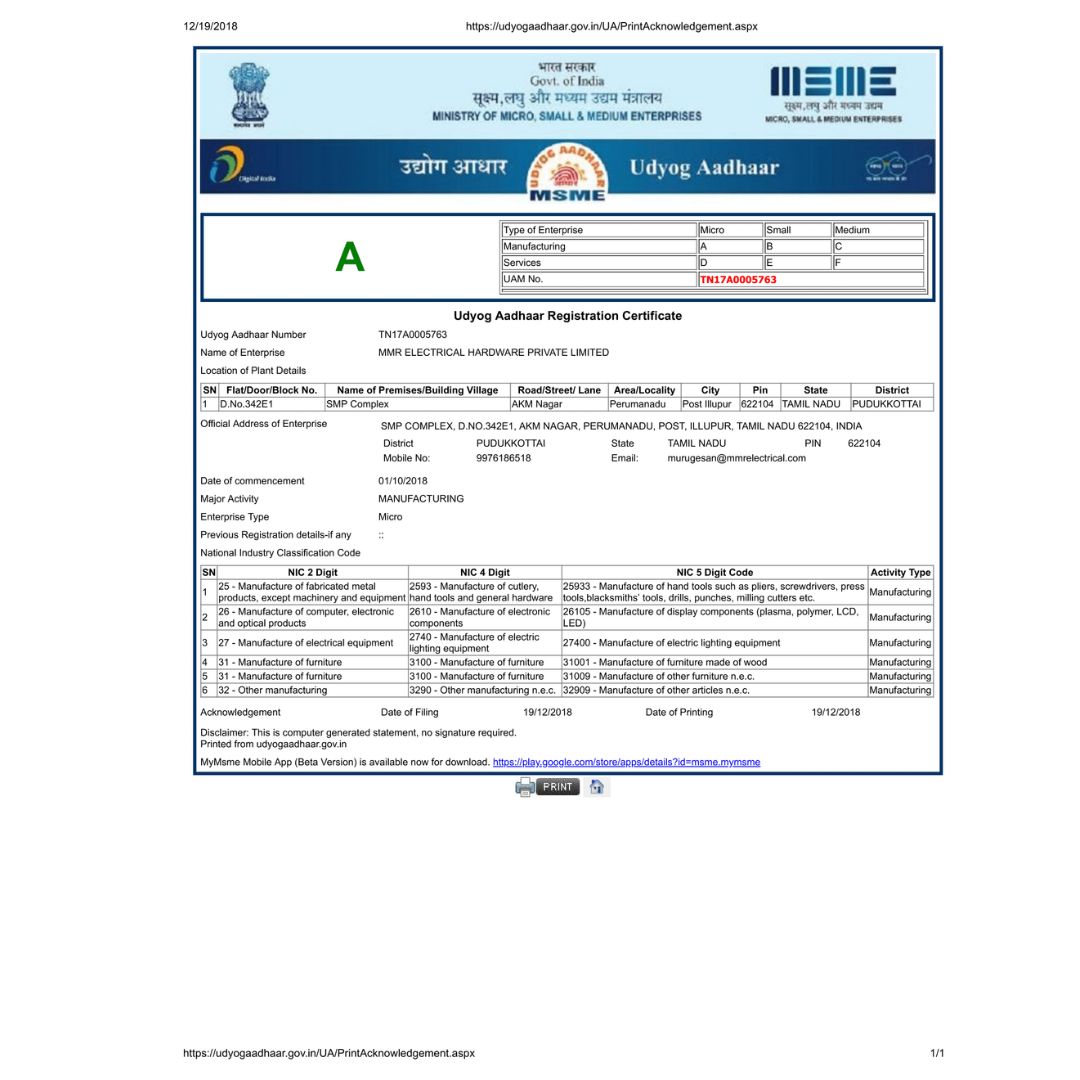 12/19/2018 https://udyogaadhaar.gov.in/UA/PrintAcknowledgement.aspx
भारत सरकार
Govt. of India
सूक्ष्म,लघु और मध्यम उद्यम मंत्रालय
MINISTRY OF MICRO, SMALL & MEDIUM ENTERPRISES
सूक्ष्म,लघु और मध्यम उद्यम
MICRO, SMALL & MEDIUM ENTERPRISES
Digital India उद्योग आधार UDYOG AADHAAR आधार MSME Udyog Aadhaar
A
Type of Enterprise Micro Small Medium
Manufacturing A B C
Services D E F
UAM No. TN17A0005763
Udyog Aadhaar Registration Certificate
Udyog Aadhaar Number TN17A0005763
Name of Enterprise MMR ELECTRICAL HARDWARE PRIVATE LIMITED
Location of Plant Details
SN Flat/Door/Block No. Name of Premises/Building Village Road/Street/ Lane Area/Locality City Pin State District
1 D.No.342E1 SMP Complex AKM Nagar Perumanadu Post Illupur 622104 TAMIL NADU PUDUKKOTTAI
Official Address of Enterprise SMP COMPLEX, D.NO.342E1, AKM NAGAR, PERUMANADU, POST, ILLUPUR, TAMIL NADU 622104, INDIA
District PUDUKKOTTAI State TAMIL NADU PIN 622104
Mobile No: 9976186518 Email: murugesan@mmrelectrical.com
Date of commencement 01/10/2018
Major Activity MANUFACTURING
Enterprise Type Micro
Previous Registration details-if any ::
National Industry Classification Code
SN NIC 2 Digit NIC 4 Digit NIC 5 Digit Code Activity Type
1 25 - Manufacture of fabricated metal products, except machinery and equipment 2593 - Manufacture of cutlery, hand tools and general hardware 25933 - Manufacture of hand tools such as pliers, screwdrivers, press tools,blacksmiths' tools, drills, punches, milling cutters etc. Manufacturing
2 26 - Manufacture of computer, electronic and optical products 2610 - Manufacture of electronic components 26105 - Manufacture of display components (plasma, polymer, LCD, LED) Manufacturing
3 27 - Manufacture of electrical equipment 2740 - Manufacture of electric lighting equipment 27400 - Manufacture of electric lighting equipment Manufacturing
4 31 - Manufacture of furniture 3100 - Manufacture of furniture 31001 - Manufacture of furniture made of wood Manufacturing
5 31 - Manufacture of furniture 3100 - Manufacture of furniture 31009 - Manufacture of other furniture n.e.c. Manufacturing
6 32 - Other manufacturing 3290 - Other manufacturing n.e.c. 32909 - Manufacture of other articles n.e.c. Manufacturing
Acknowledgement Date of Filing 19/12/2018 Date of Printing 19/12/2018
Disclaimer: This is computer generated statement, no signature required.
Printed from udyogaadhaar.gov.in
MyMsme Mobile App (Beta Version) is available now for download. https://play.google.com/store/apps/details?id=msme.mymsme
PRINT
https://udyogaadhaar.gov.in/UA/PrintAcknowledgement.aspx 1/1